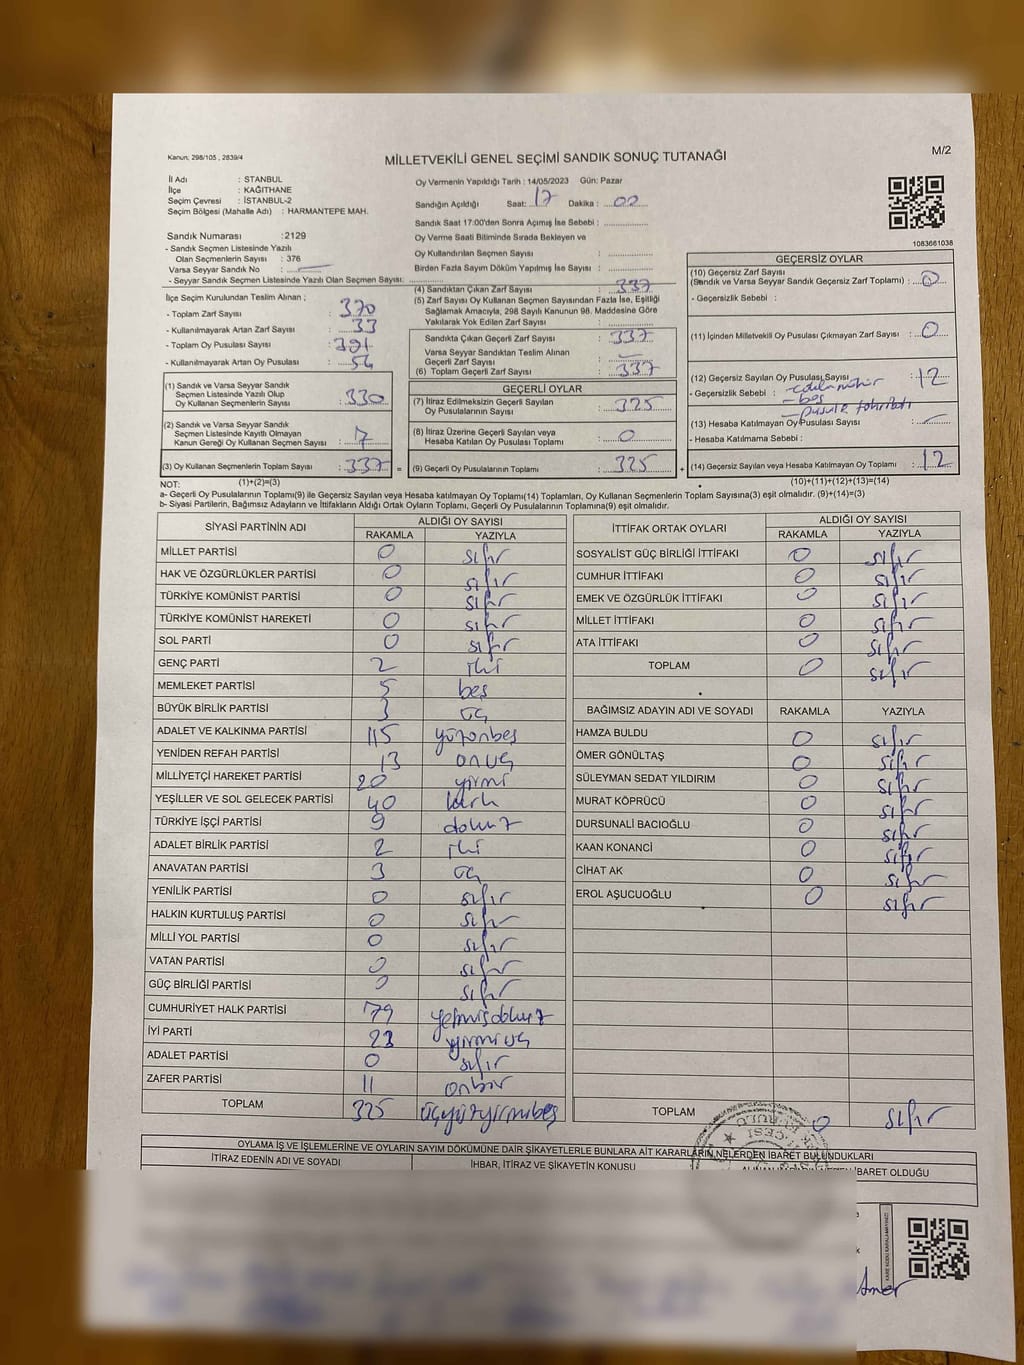 Kanun, 298/105 , 2839/4
MİLLETVEKİLİ GENEL SEÇİMİ SANDIK SONUÇ TUTANAĞI
M/2
İl Adı : STANBUL
İlçe : KAĞITHANE
Seçim Çevresi : İSTANBUL-2
Seçim Bölgesi (Mahalle Adı) : HARMANTEPE MAH.
Sandık Numarası :2129
- Sandık Seçmen Listesinde Yazılı
Olan Seçmenlerin Sayısı : 376
Varsa Seyyar Sandık No :
- Seyyar Sandık Seçmen Listesinde Yazılı Olan Seçmen Sayısı:
Oy Vermenin Yapıldığı Tarih : 14/05/2023 Gün: Pazar
Sandığın Açıldığı Saat: 17 Dakika : 00
Sandık Saat 17:00'den Sonra Açımış İse Sebebi :
Oy Verme Saati Bitiminde Sırada Bekleyen ve
Oy Kullandırılan Seçmen Sayısı :
Birden Fazla Sayım Döküm Yapılmış İse Sayısı :
1083661038
İlçe Seçim Kurulundan Teslim Alınan ;
- Toplam Zarf Sayısı : 370
- Kullanılmayarak Artan Zarf Sayısı : 33
- Toplam Oy Pusulası Sayısı : 391
- Kullanılmayarak Artan Oy Pusulası : 54
(4) Sandıktan Çıkan Zarf Sayısı : 337
(5) Zarf Sayısı Oy Kullanan Seçmen Sayısından Fazla İse, Eşitliği
Sağlamak Amacıyla, 298 Sayılı Kanunun 98. Maddesine Göre
Yakılarak Yok Edilen Zarf Sayısı :
Sandıkta Çıkan Geçerli Zarf Sayısı : 337
Varsa Seyyar Sandıktan Teslim Alınan
Geçerli Zarf Sayısı
(6) Toplam Geçerli Zarf Sayısı : 337
GEÇERSİZ OYLAR
(10) Geçersiz Zarf Sayısı
(Sandık ve Varsa Seyyar Sandık Geçersiz Zarf Toplamı) : 0
- Geçersizlik Sebebi :
(11) İçinden Milletvekili Oy Pusulası Çıkmayan Zarf Sayısı : 0
(12) Geçersiz Sayılan Oy Pusulası Sayısı : 12
- Geçersizlik Sebebi :
- boş
- pusula tahribatı
(13) Hesaba Katılmayan Oy Pusulası Sayısı :
- Hesaba Katılmama Sebebi :
(14) Geçersiz Sayılan veya Hesaba Katılmayan Oy Toplamı : 12
(1) Sandık ve Varsa Seyyar Sandık
Seçmen Listesinde Yazılı Olup
Oy Kullanan Seçmenlerin Sayısı : 330
(2) Sandık ve Varsa Seyyar Sandık
Seçmen Listesinde Kayıtlı Olmayan
Kanun Gereği Oy Kullanan Seçmen Sayısı : 7
(3) Oy Kullanan Seçmenlerin Toplam Sayısı : 337 =
GEÇERLİ OYLAR
(7) İtiraz Edilmeksizin Geçerli Sayılan
Oy Pusulalarının Sayısı : 325
(8) İtiraz Üzerine Geçerli Sayılan veya
Hesaba Katılan Oy Pusulası Toplamı : 0
(9) Geçerli Oy Pusulalarının Toplamı : 325 +
NOT: (1)+(2)=(3) (10)+(11)+(12)+(13)=(14)
a- Geçerli Oy Pusulalarının Toplamı(9) ile Geçersiz Sayılan veya Hesaba katılmayan Oy Toplamı(14) Toplamları, Oy Kullanan Seçmenlerin Toplam Sayısına(3) eşit olmalıdır. (9)+(14)=(3)
b- Siyasi Partilerin, Bağımsız Adayların ve İttifakların Aldığı Ortak Oyların Toplamı, Geçerli Oy Pusulalarının Toplamına(9) eşit olmalıdır.
SİYASİ PARTİNİN ADI ALDIĞI OY SAYISI
RAKAMLA YAZIYLA
MİLLET PARTİSİ 0 sıfır
HAK VE ÖZGÜRLÜKLER PARTİSİ 0 sıfır
TÜRKİYE KOMÜNİST PARTİSİ 0 sıfır
TÜRKİYE KOMÜNİST HAREKETİ 0 sıfır
SOL PARTİ 0 sıfır
GENÇ PARTİ 2 iki
MEMLEKET PARTİSİ 5 beş
BÜYÜK BİRLİK PARTİSİ 3 üç
ADALET VE KALKINMA PARTİSİ 115 yüzonbeş
YENİDEN REFAH PARTİSİ 13 onüç
MİLLİYETÇİ HAREKET PARTİSİ 20 yirmi
YEŞİLLER VE SOL GELECEK PARTİSİ 40 kırk
TÜRKİYE İŞÇİ PARTİSİ 9 dokuz
ADALET BİRLİK PARTİSİ 2 iki
ANAVATAN PARTİSİ 3 üç
YENİLİK PARTİSİ 0 sıfır
HALKIN KURTULUŞ PARTİSİ 0 sıfır
MİLLİ YOL PARTİSİ 0 sıfır
VATAN PARTİSİ 0 sıfır
GÜÇ BİRLİĞİ PARTİSİ 0 sıfır
CUMHURİYET HALK PARTİSİ 79 yetmişdokuz
İYİ PARTİ 23 yirmiüç
ADALET PARTİSİ 0 sıfır
ZAFER PARTİSİ 11 onbir
TOPLAM 325 üçyüzyirmibeş
İTTİFAK ORTAK OYLARI ALDIĞI OY SAYISI
RAKAMLA YAZIYLA
SOSYALİST GÜÇ BİRLİĞİ İTTİFAKI 0 sıfır
CUMHUR İTTİFAKI 0 sıfır
EMEK VE ÖZGÜRLÜK İTTİFAKI 0 sıfır
MİLLET İTTİFAKI 0 sıfır
ATA İTTİFAKI 0 sıfır
TOPLAM 0 sıfır
BAĞIMSIZ ADAYIN ADI VE SOYADI RAKAMLA YAZIYLA
HAMZA BULDU 0 sıfır
ÖMER GÖNÜLTAŞ 0 sıfır
SÜLEYMAN SEDAT YILDIRIM 0 sıfır
MURAT KÖPRÜCÜ 0 sıfır
DURSUNALİ BACIOĞLU 0 sıfır
KAAN KONANCİ 0 sıfır
CİHAT AK 0 sıfır
EROL AŞUCUOĞLU 0 sıfır
TOPLAM 0 sıfır
OYLAMA İŞ VE İŞLEMLERİNE VE OYLARIN SAYIM DÖKÜMÜNE DAİR ŞİKAYETLERLE BUNLARA AİT KARARLARIN NELERDEN İBARET BULUNDUKLARI
İTİRAZ EDENİN ADI VE SOYADI İHBAR, İTİRAZ VE ŞİKAYETİN KONUSU İBARET OLDUĞU